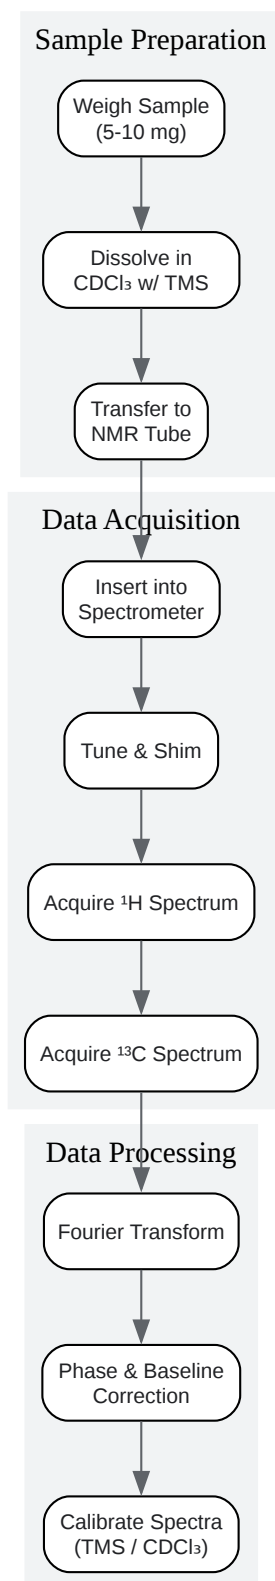 Sample Preparation
Weigh Sample
(5-10 mg)
Dissolve in
CDCl₃ w/ TMS
Transfer to
NMR Tube
Data Acquisition
Insert into
Spectrometer
Tune & Shim
Acquire ¹H Spectrum
Acquire ¹³C Spectrum
Data Processing
Fourier Transform
Phase & Baseline
Correction
Calibrate Spectra
(TMS / CDCl₃)